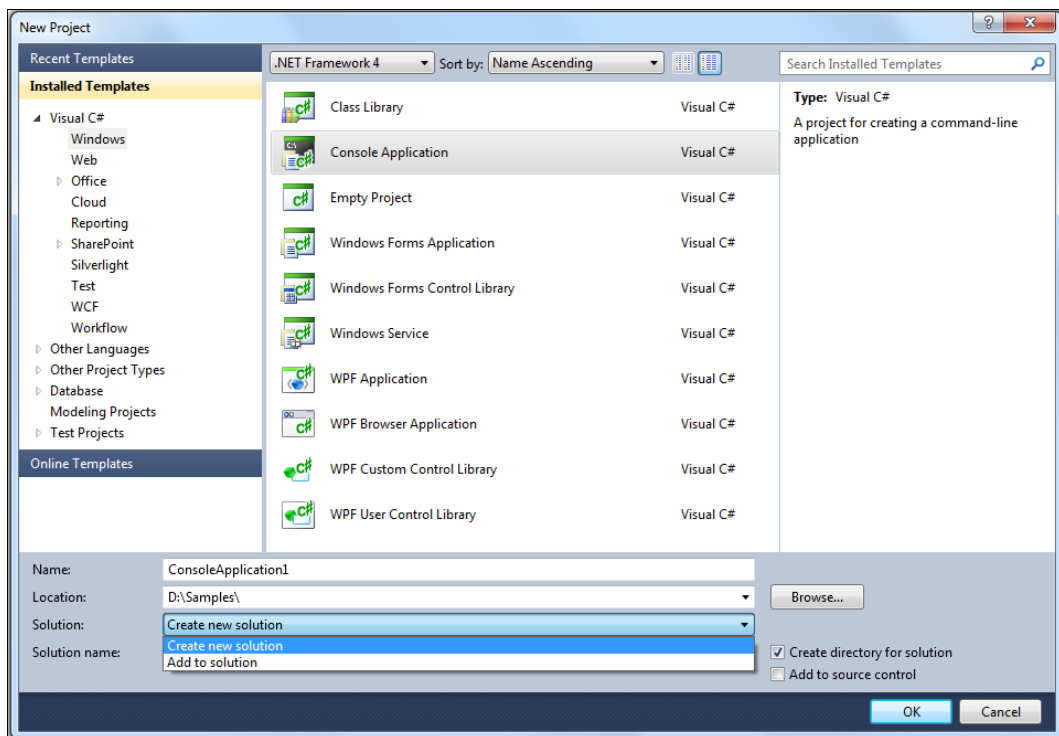 New Project
Recent Templates
Installed Templates
Visual C#
Windows
Web
Office
Cloud
Reporting
SharePoint
Silverlight
Test
WCF
Workflow
Other Languages
Other Project Types
Database
Modeling Projects
Test Projects
Online Templates
.NET Framework 4
Sort by: Name Ascending
Class Library Visual C#
Console Application Visual C#
Empty Project Visual C#
Windows Forms Application Visual C#
Windows Forms Control Library Visual C#
Windows Service Visual C#
WPF Application Visual C#
WPF Browser Application Visual C#
WPF Custom Control Library Visual C#
WPF User Control Library Visual C#
Search Installed Templates
Type: Visual C#
A project for creating a command-line
application
Name: ConsoleApplication1
Location: D:\Samples\ Browse...
Solution: Create new solution
Create new solution
Add to solution
Solution name:
Create directory for solution
Add to source control
OK Cancel